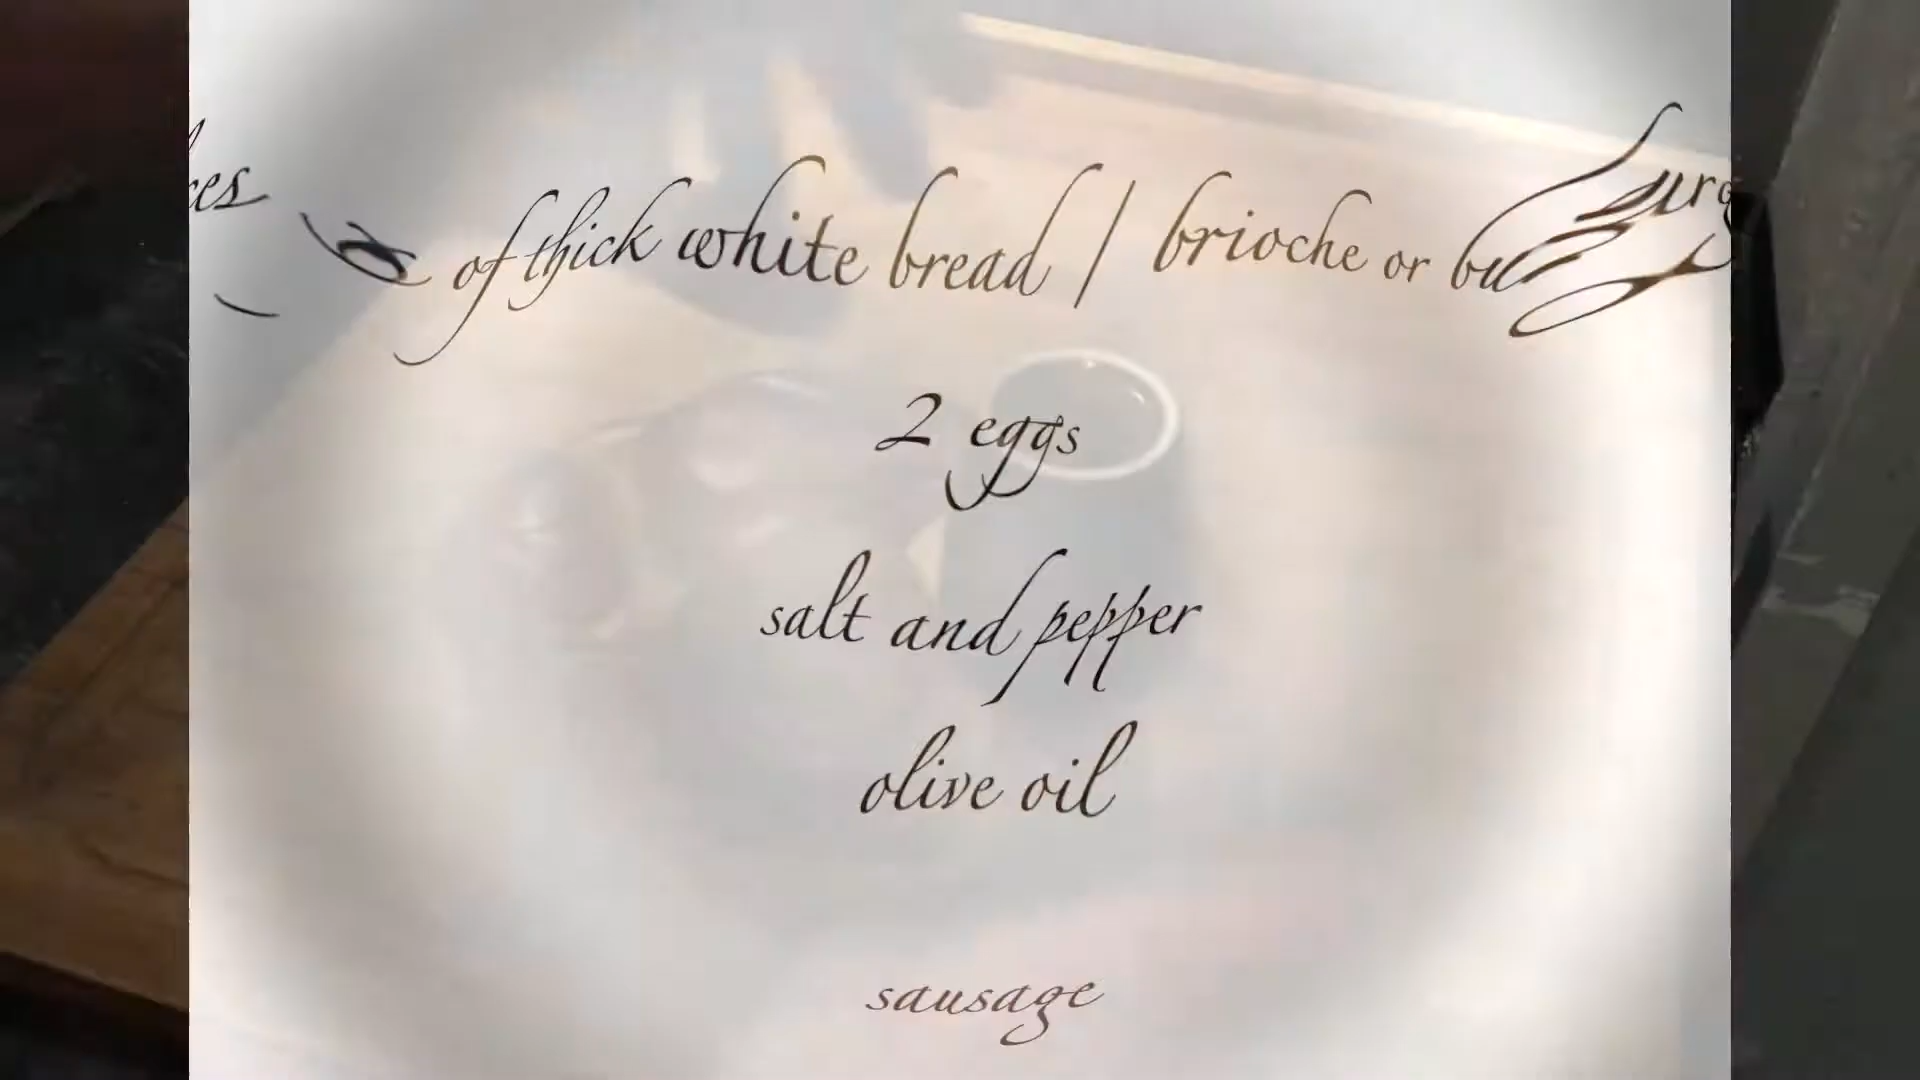 of thick white bread / brioche or
2 eggs
salt and pepper
olive oil
sausage